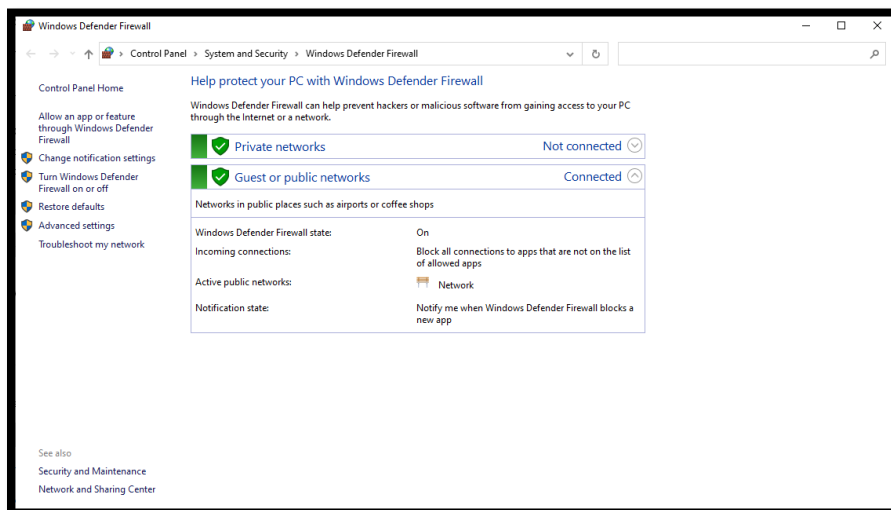 Windows Defender Firewall
Control Panel > System and Security > Windows Defender Firewall
Control Panel Home
Allow an app or feature
through Windows Defender
Firewall
Change notification settings
Turn Windows Defender
Firewall on or off
Restore defaults
Advanced settings
Troubleshoot my network
See also
Security and Maintenance
Network and Sharing Center
Help protect your PC with Windows Defender Firewall
Windows Defender Firewall can help prevent hackers or malicious software from gaining access to your PC
through the Internet or a network.
Private networks Not connected
Guest or public networks Connected
Networks in public places such as airports or coffee shops
Windows Defender Firewall state: On
Incoming connections: Block all connections to apps that are not on the list
of allowed apps
Active public networks: Network
Notification state: Notify me when Windows Defender Firewall blocks a
new app